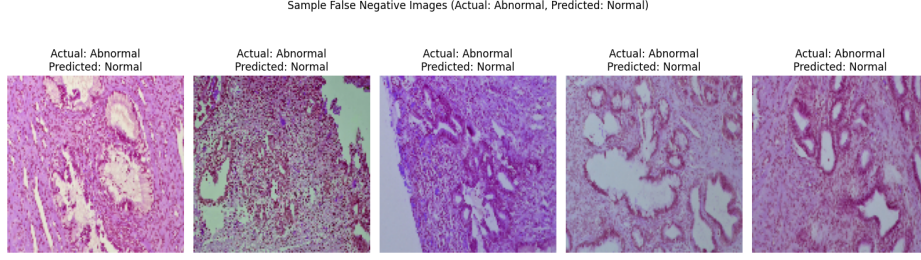 Sample False Negative Images (Actual: Abnormal, Predicted: Normal)
Actual: Abnormal
Predicted: Normal
Actual: Abnormal
Predicted: Normal
Actual: Abnormal
Predicted: Normal
Actual: Abnormal
Predicted: Normal
Actual: Abnormal
Predicted: Normal